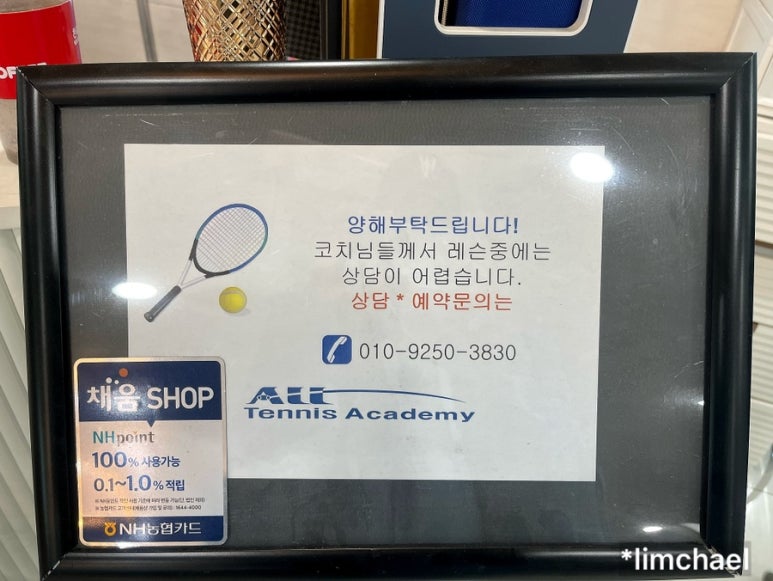 양해부탁드립니다!
코치님들께서 레슨중에는
상담이 어렵습니다.
상담 * 예약문의는
010-9250-3830
All
Tennis Academy
채움 SHOP
NHpoint
100% 사용가능
0.1~1.0% 적립
NH농협카드
*limchael